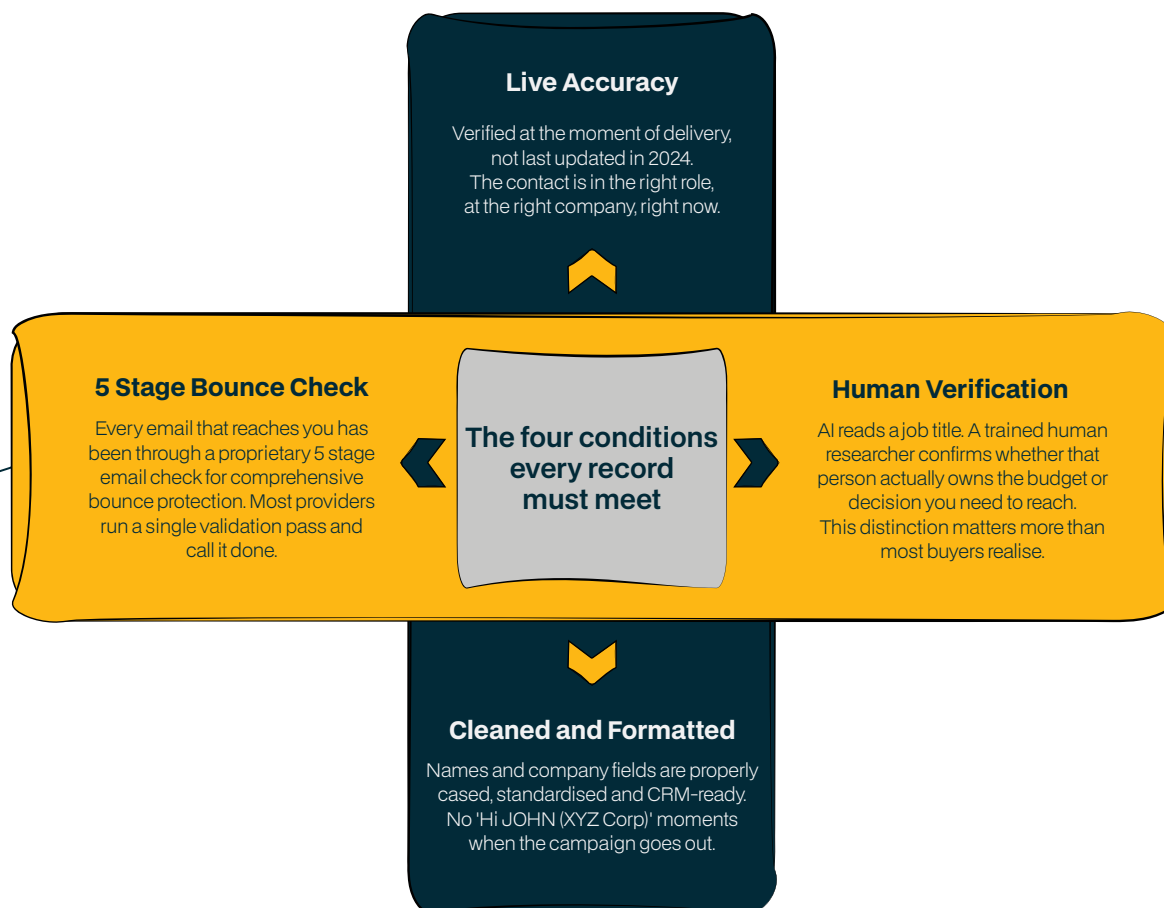 Live Accuracy
Verified at the moment of delivery,
not last updated in 2024.
The contact is in the right role,
at the right company, right now.
5 Stage Bounce Check
Every email that reaches you has
been through a proprietary 5 stage
email check for comprehensive
bounce protection. Most providers
run a single validation pass and
call it done.
The four conditions
every record
must meet
Human Verification
AI reads a job title. A trained human
researcher confirms whether that
person actually owns the budget or
decision you need to reach.
This distinction matters more than
most buyers realise.
Cleaned and Formatted
Names and company fields are properly
cased, standardised and CRM-ready.
No 'Hi JOHN (XYZ Corp)' moments
when the campaign goes out.